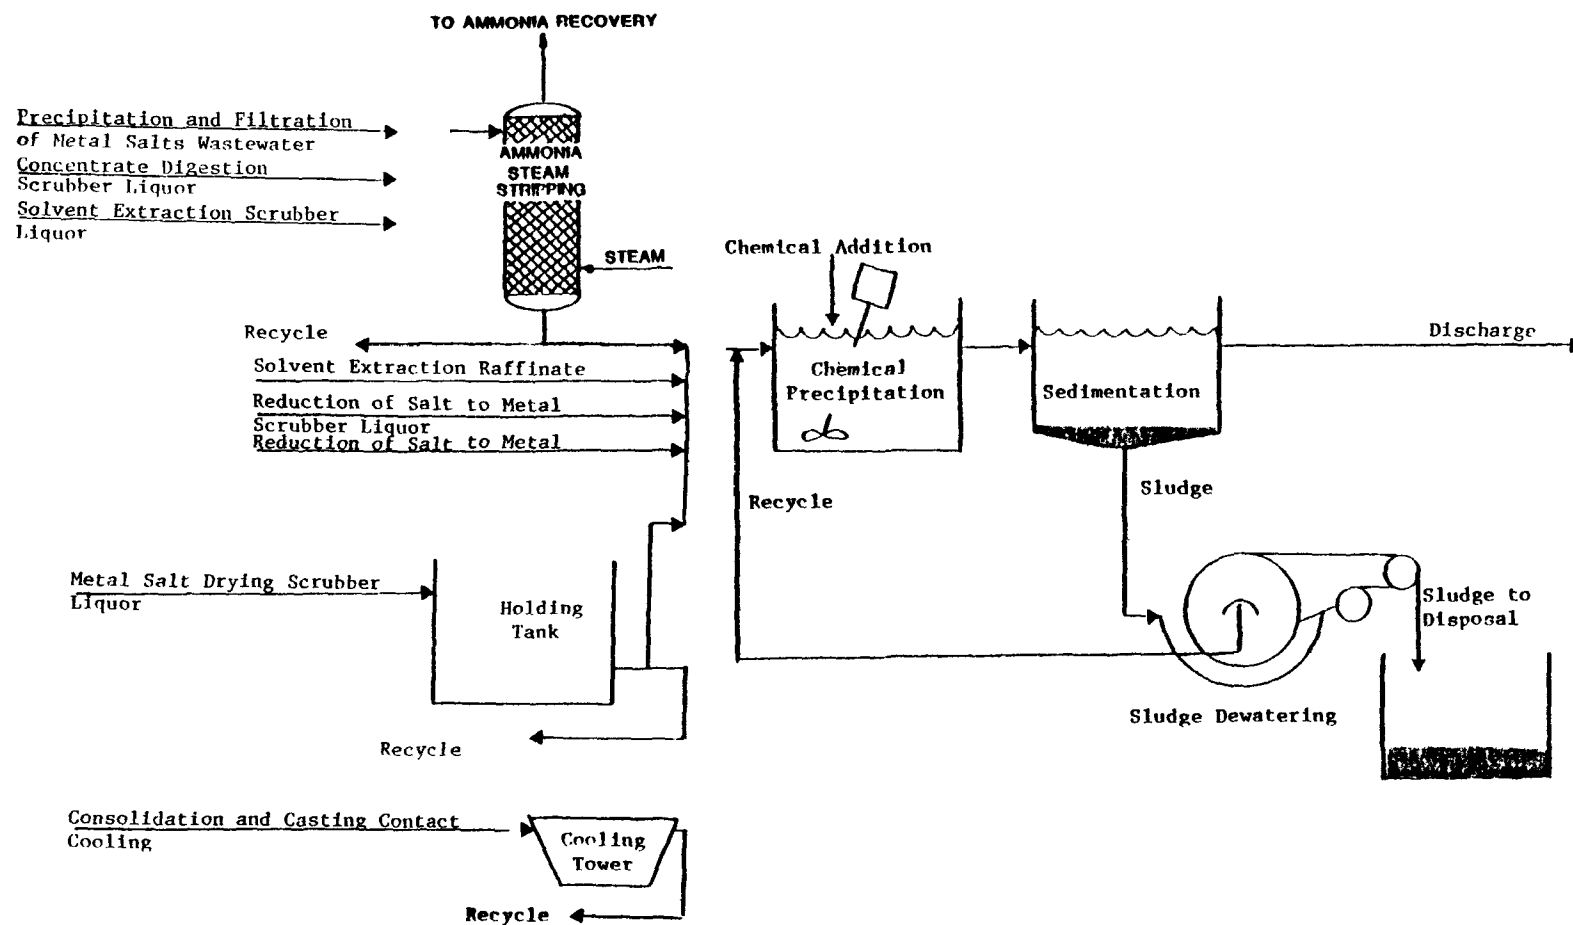 TO AMMONIA RECOVERY
Precipitation and Filtration
of Metal Salts Wastewater
Concentrate Digestion
Scrubber Liquor
Solvent Extraction Scrubber
Liquor
AMMONIA
STEAM
STRIPPING
STEAM
Recycle
Solvent Extraction Raffinate
Reduction of Salt to Metal
Scrubber Liquor
Reduction of Salt to Metal
Chemical Addition
Chemical
Precipitation
Sedimentation
Discharge
Recycle
Sludge
Metal Salt Drying Scrubber
Liquor
Holding
Tank
Sludge to
Disposal
Sludge Dewatering
Recycle
Consolidation and Casting Contact
Cooling
Cooling
Tower
Recycle